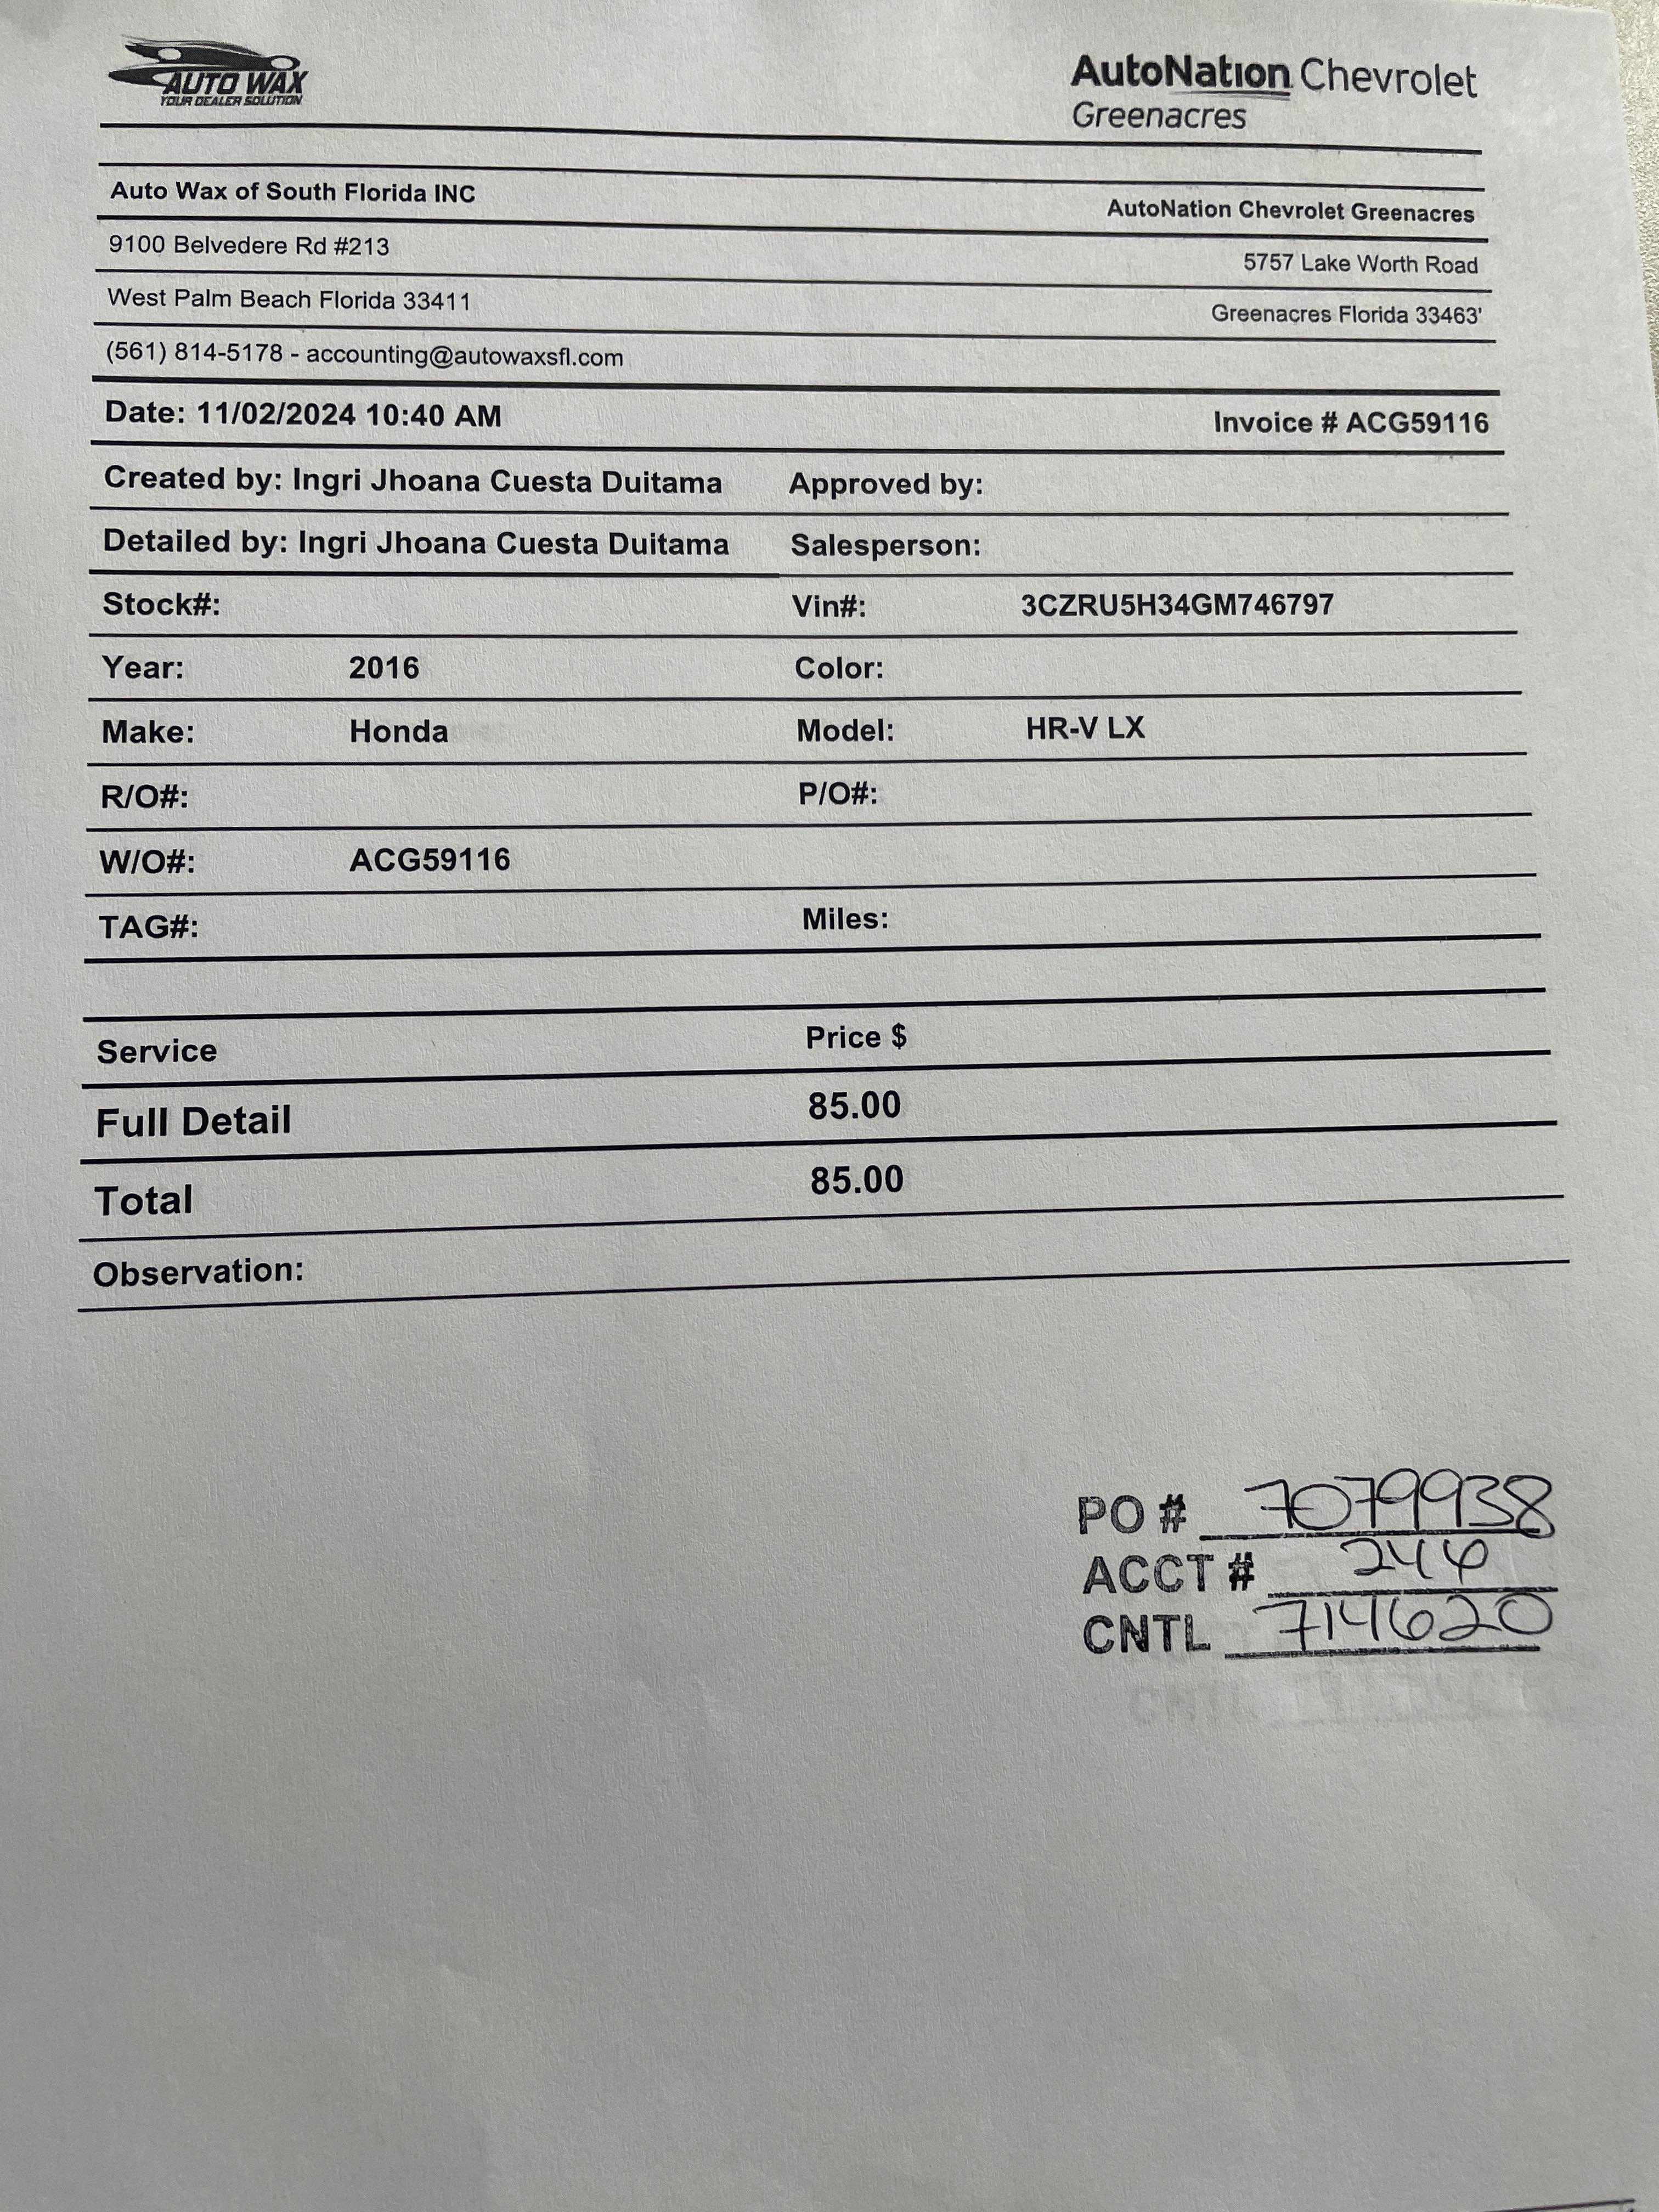 AUTO WAX
YOUR DEALER SOLUTION
AutoNation Chevrolet
Greenacres
Auto Wax of South Florida INC
AutoNation Chevrolet Greenacres
9100 Belvedere Rd #213
5757 Lake Worth Road
West Palm Beach Florida 33411
Greenacres Florida 33463'
(561) 814-5178 - accounting@autowaxsfl.com
Date: 11/02/2024 10:40 AM
Invoice # ACG59116
Created by: Ingri Jhoana Cuesta Duitama Approved by:
Detailed by: Ingri Jhoana Cuesta Duitama Salesperson:
Stock#: Vin#: 3CZRU5H34GM746797
Year: 2016 Color:
Make: Honda Model: HR-V LX
R/O#: P/O#:
W/O#: ACG59116
TAG#: Miles:
Service Price $
Full Detail 85.00
Total 85.00
Observation:
PO # 7079938
ACCT # 246
CNTL 714620